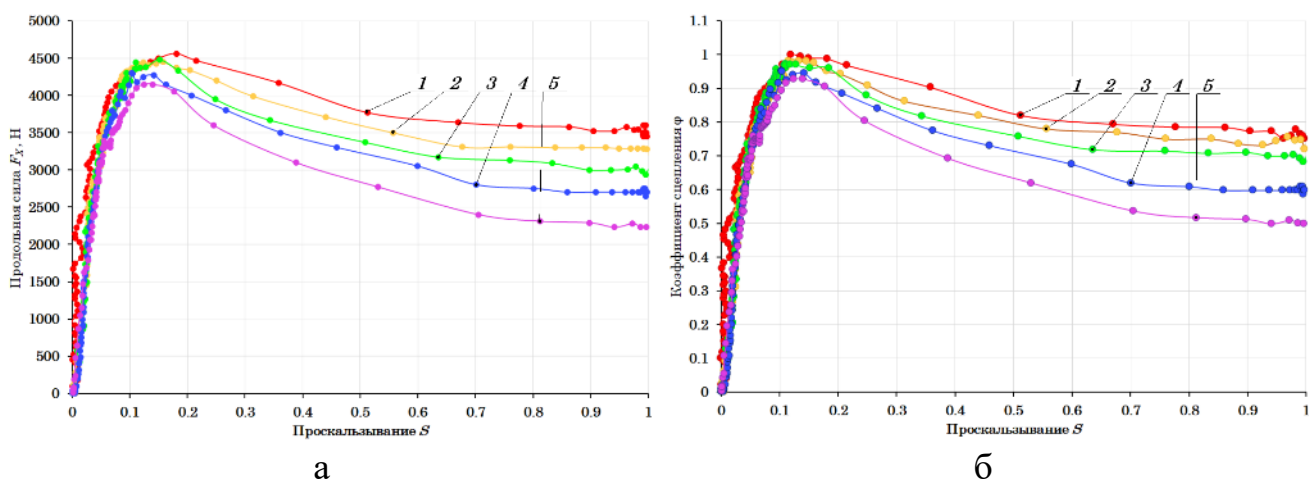 Продольная сила Fₓ, Н
5000
4500
4000
3500
3000
2500
2000
1500
1000
500
0
1 2 3 4 5
0 0.1 0.2 0.3 0.4 0.5 0.6 0.7 0.8 0.9 1
Проскальзывание S
а
Коэффициент сцепления φ
1.1
1
0.9
0.8
0.7
0.6
0.5
0.4
0.3
0.2
0.1
0
1 2 3 4 5
0 0.1 0.2 0.3 0.4 0.5 0.6 0.7 0.8 0.9 1
Проскальзывание S
б